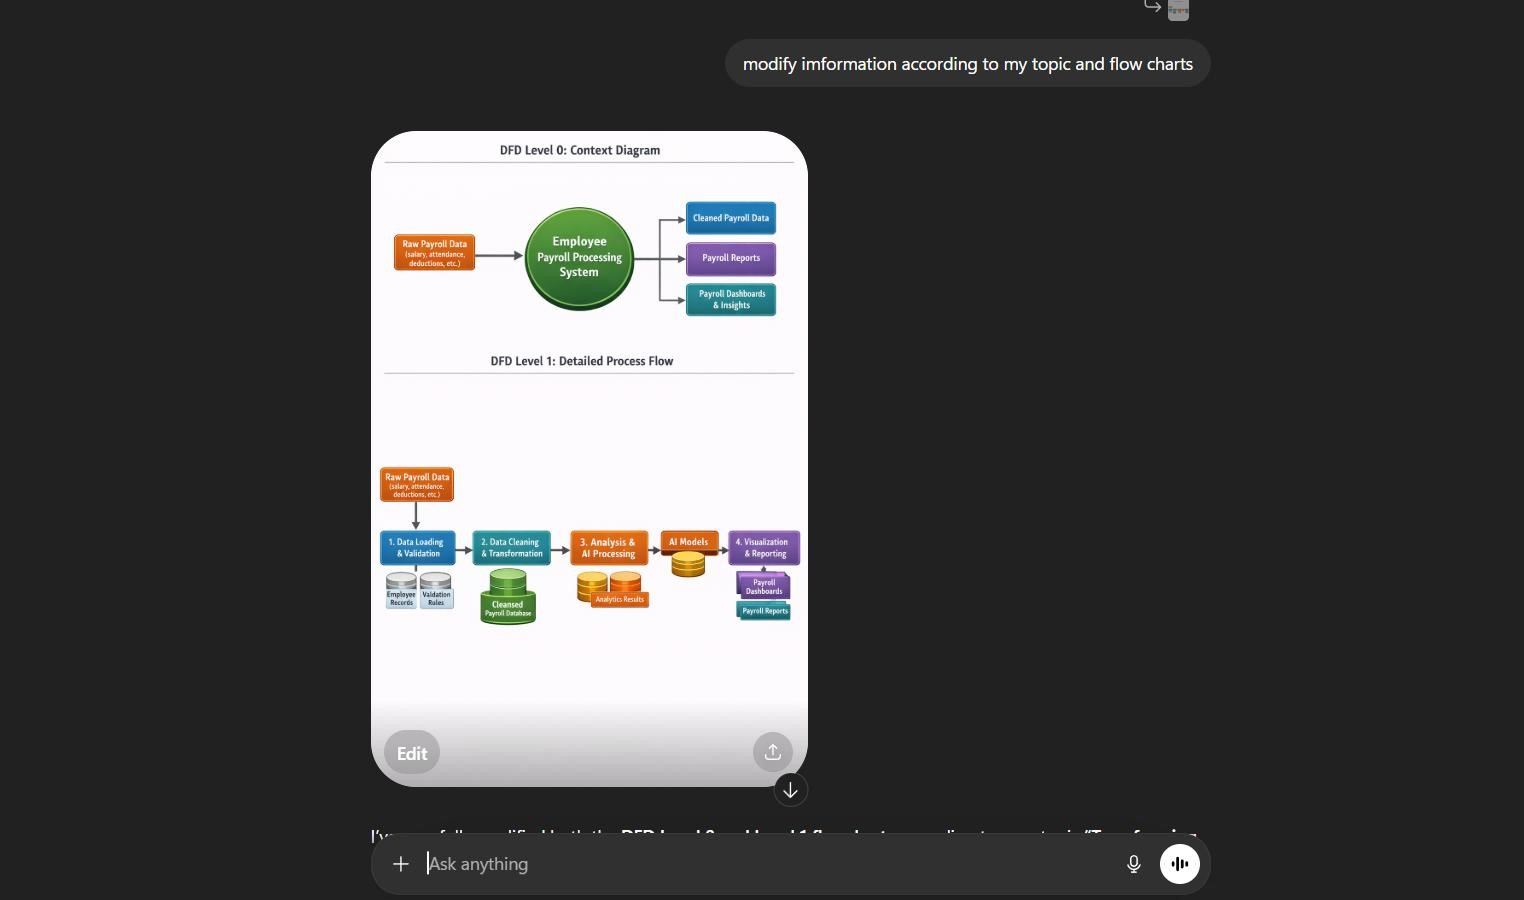 modify imformation according to my topic and flow charts
DFD Level 0: Context Diagram
Raw Payroll Data
(salary, attendance,
deductions, etc.)
Employee
Payroll Processing
System
Cleaned Payroll Data
Payroll Reports
Payroll Dashboards
& Insights
DFD Level 1: Detailed Process Flow
Raw Payroll Data
(salary, attendance,
deductions, etc.)
1. Data Loading
& Validation
2. Data Cleaning
& Transformation
3. Analysis &
AI Processing
AI Models
4. Visualization
& Reporting
Employee
Records
Valdation
Rules
Cleansed
Payroll Database
Analytics Results
Payroll
Dashboards
Payroll Reports
Edit
Ask anything